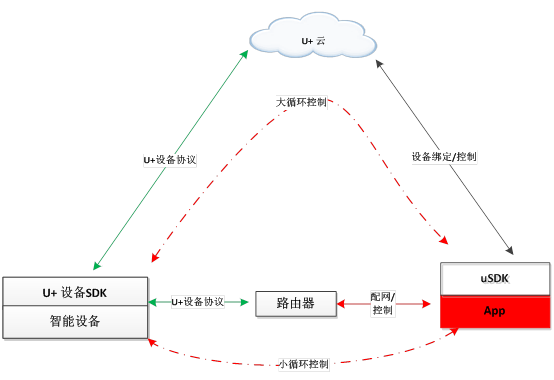 U+ 云
大循环控制
U+设备协议
设备绑定/控制
U+ 设备SDK
智能设备
U+设备协议
路由器
配网/
控制
uSDK
App
小循环控制